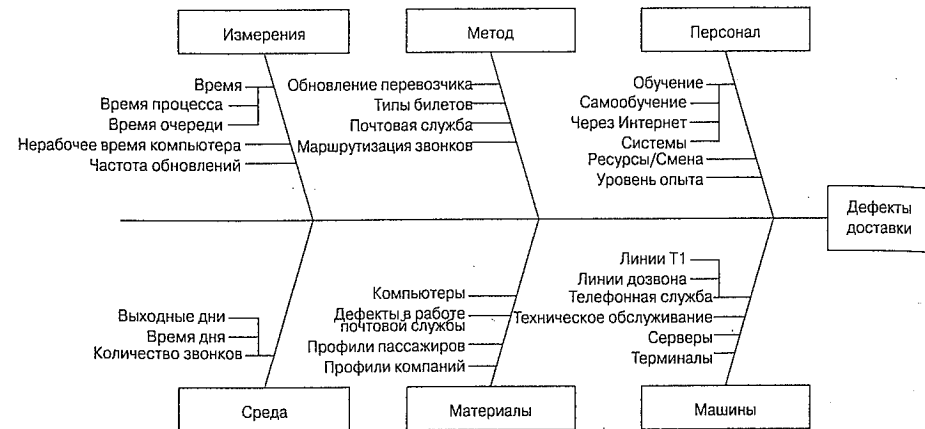 Измерения
Метод
Персонал
Время
Время процесса
Время очереди
Нерабочее время компьютера
Частота обновлений
Обновление перевозчика
Типы билетов
Почтовая служба
Маршрутизация звонков
Обучение
Самообучение
Через Интернет
Системы
Ресурсы/Смена
Уровень опыта
Дефекты
доставки
Выходные дни
Время дня
Количество звонков
Компьютеры
Дефекты в работе
почтовой службы
Профили пассажиров
Профили компаний
Линии T1
Линии дозвона
Телефонная служба
Техническое обслуживание
Серверы
Терминалы
Среда
Материалы
Машины